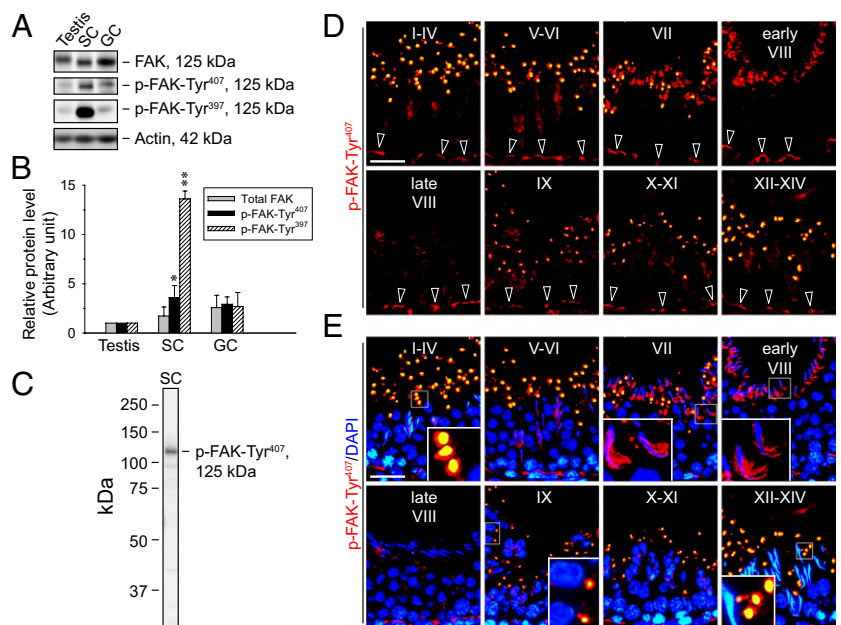 A
Testis
SC
GC
FAK, 125 kDa
p-FAK-Tyr⁴⁰⁷, 125 kDa
p-FAK-Tyr³⁹⁷, 125 kDa
Actin, 42 kDa
B
Relative protein level
(Arbitrary unit)
15
10
5
0
**
*
Total FAK
p-FAK-Tyr⁴⁰⁷
p-FAK-Tyr³⁹⁷
Testis
SC
GC
C
SC
kDa
250
150
100
75
50
37
p-FAK-Tyr⁴⁰⁷,
125 kDa
D
p-FAK-Tyr⁴⁰⁷
I-IV
V-VI
VII
early
VIII
late
VIII
IX
X-XI
XII-XIV
E
p-FAK-Tyr⁴⁰⁷/DAPI
I-IV
V-VI
VII
early
VIII
late
VIII
IX
X-XI
XII-XIV